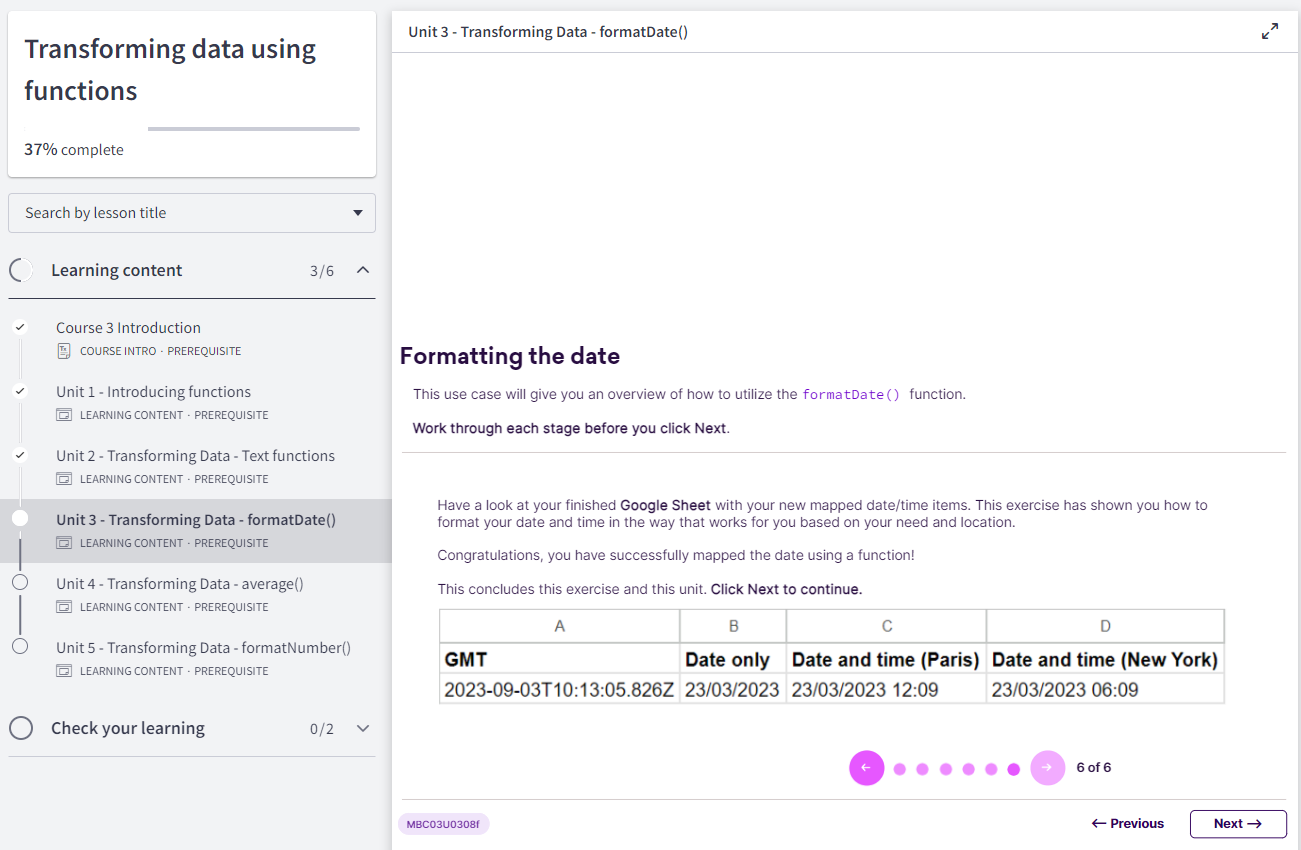 Transforming data using
functions
37% complete
Search by lesson title
Learning content 3/6
Course 3 Introduction
COURSE INTRO · PREREQUISITE
Unit 1 - Introducing functions
LEARNING CONTENT · PREREQUISITE
Unit 2 - Transforming Data - Text functions
LEARNING CONTENT · PREREQUISITE
Unit 3 - Transforming Data - formatDate()
LEARNING CONTENT · PREREQUISITE
Unit 4 - Transforming Data - average()
LEARNING CONTENT · PREREQUISITE
Unit 5 - Transforming Data - formatNumber()
LEARNING CONTENT · PREREQUISITE
Check your learning 0/2
Unit 3 - Transforming Data - formatDate()
Formatting the date
This use case will give you an overview of how to utilize the formatDate() function.
Work through each stage before you click Next.
Have a look at your finished Google Sheet with your new mapped date/time items. This exercise has shown you how to
format your date and time in the way that works for you based on your need and location.
Congratulations, you have successfully mapped the date using a function!
This concludes this exercise and this unit. Click Next to continue.
A B C D
GMT Date only Date and time (Paris) Date and time (New York)
2023-09-03T10:13:05.826Z 23/03/2023 23/03/2023 12:09 23/03/2023 06:09
← → 6 of 6
MBC03U0308f ← Previous Next →